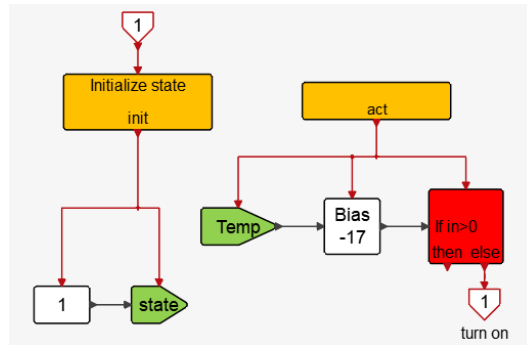 1
Initialize state
init
act
Temp
Bias
-17
If in>0
then else
1
state
1
turn on